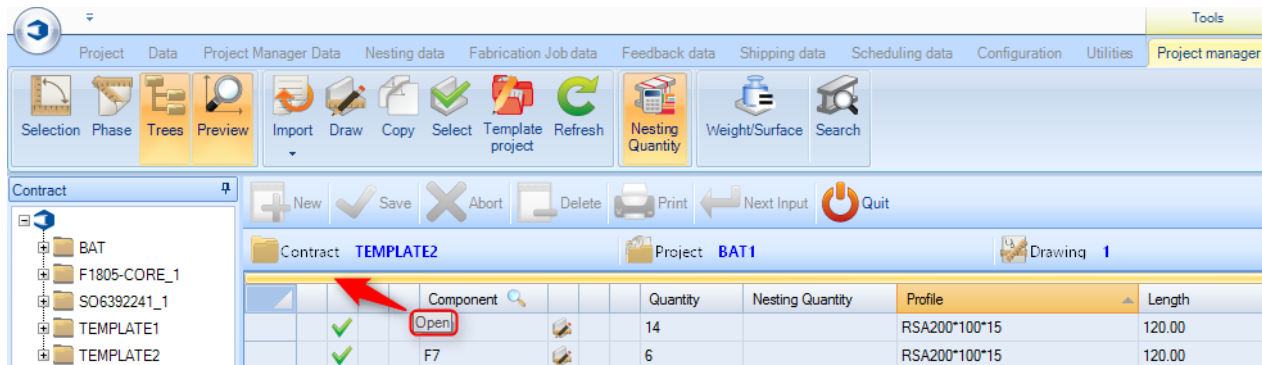 Tools
Project Data Project Manager Data Nesting data Fabrication Job data Feedback data Shipping data Scheduling data Configuration Utilities Project manager
Selection Phase Trees Preview Import Draw Copy Select Template project Refresh Nesting Quantity Weight/Surface Search
Contract
New Save Abort Delete Print Next Input Quit
BAT
F1805-CORE_1
SO6392241_1
TEMPLATE1
TEMPLATE2
Contract TEMPLATE2 Project BAT1 Drawing 1
Component Quantity Nesting Quantity Profile Length
Open 14 RSA200*100*15 120.00
F7 6 RSA200*100*15 120.00